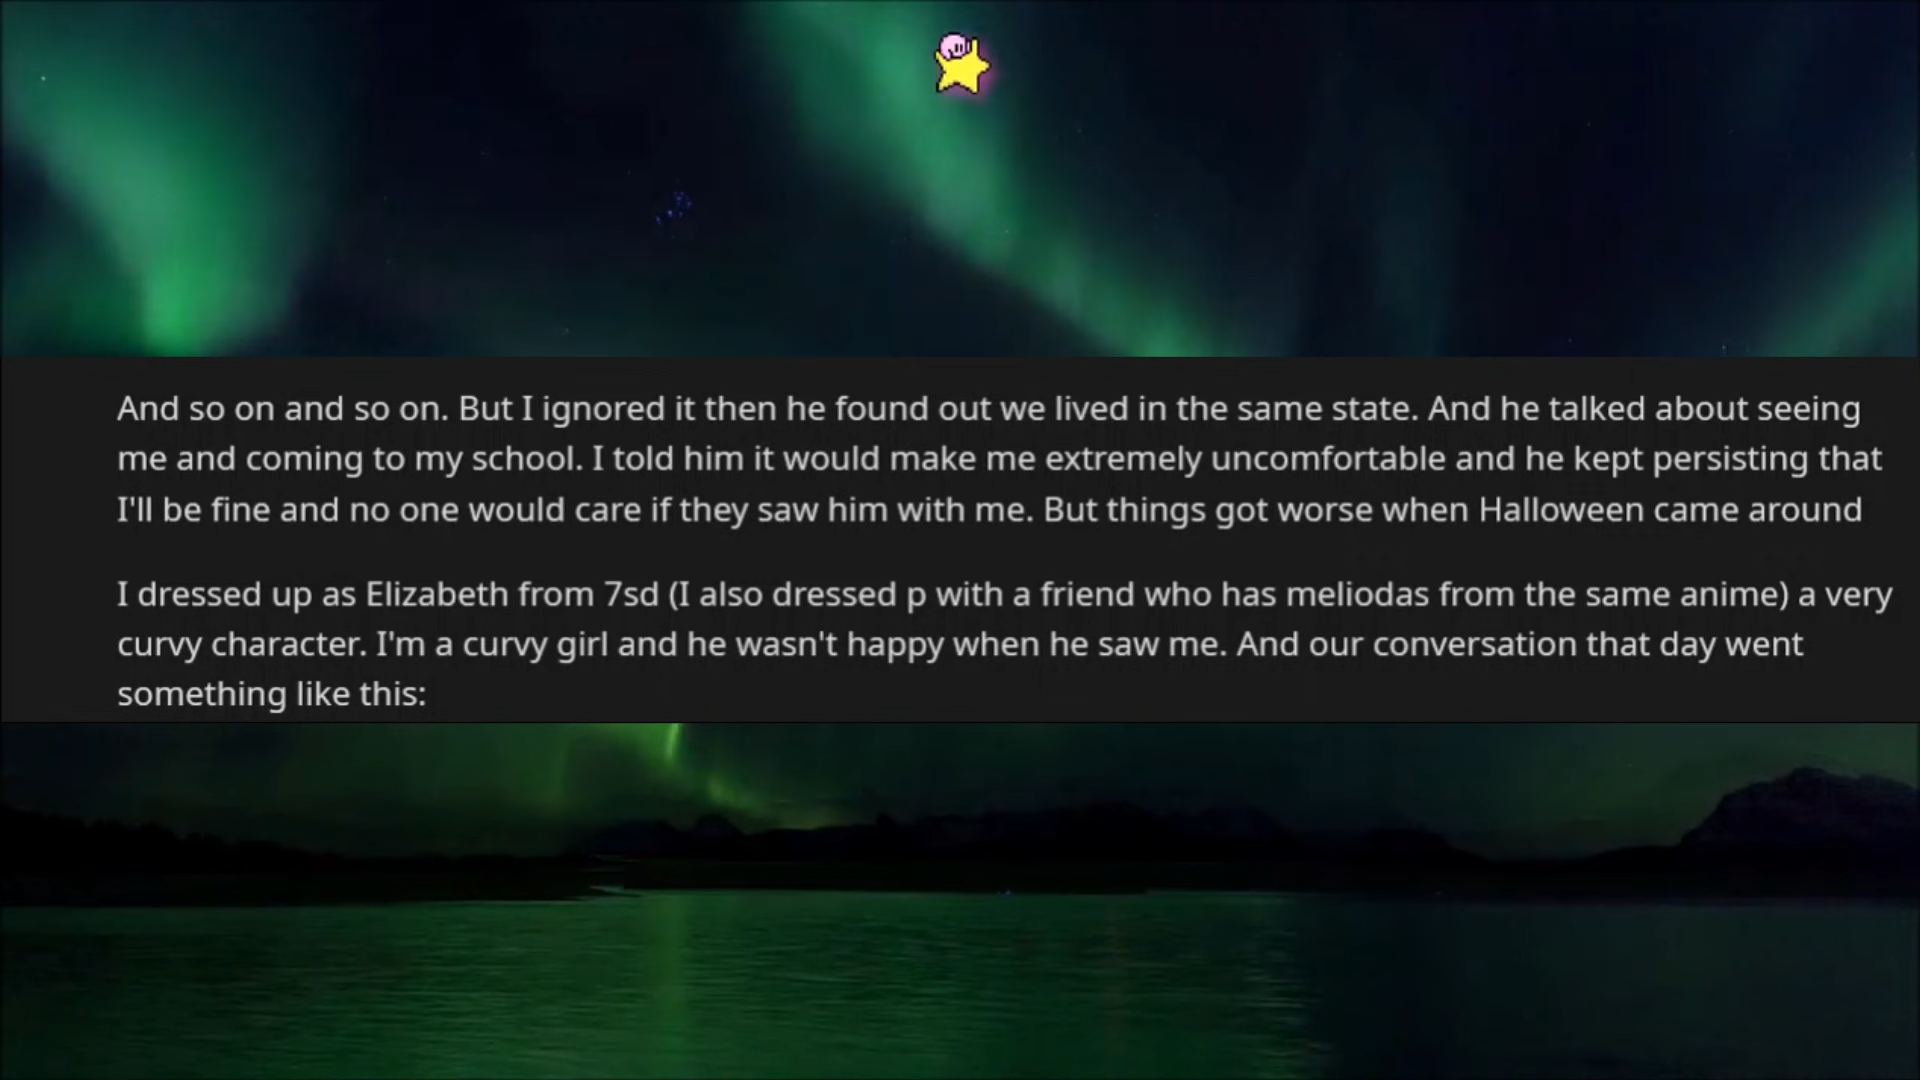 And so on and so on. But I ignored it then he found out we lived in the same state. And he talked about seeing
me and coming to my school. I told him it would make me extremely uncomfortable and he kept persisting that
I'll be fine and no one would care if they saw him with me. But things got worse when Halloween came around
I dressed up as Elizabeth from 7sd (I also dressed p with a friend who has meliodas from the same anime) a very
curvy character. I'm a curvy girl and he wasn't happy when he saw me. And our conversation that day went
something like this: